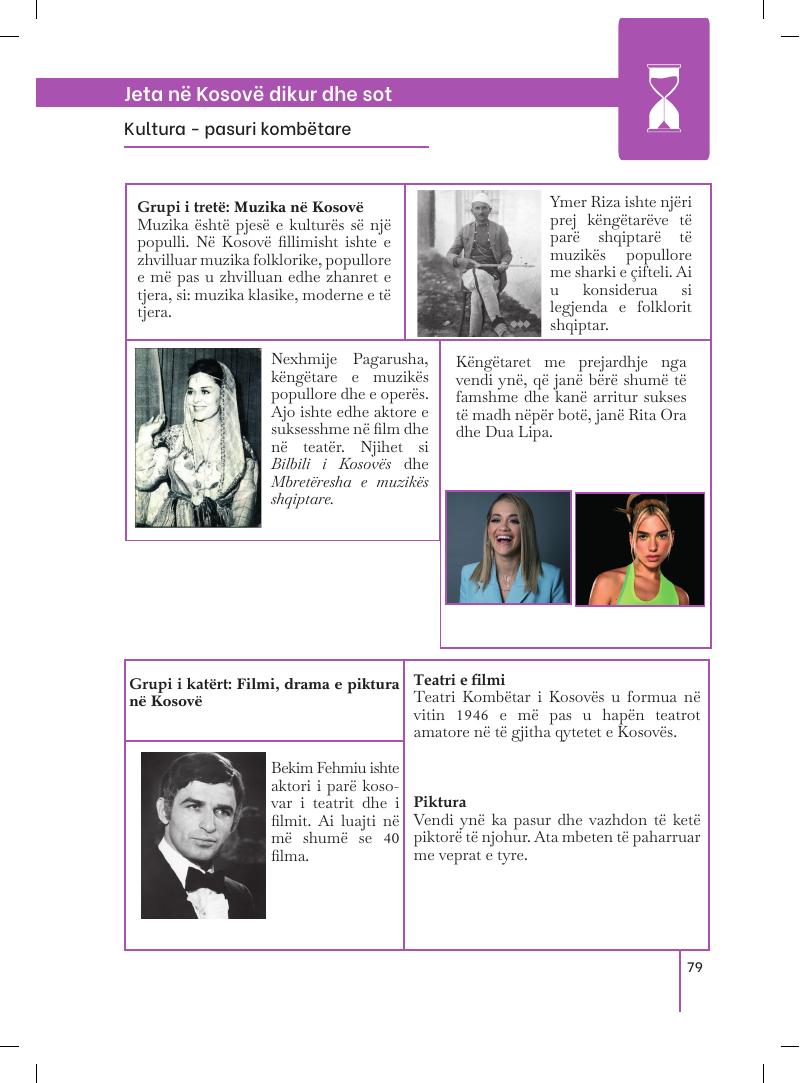 Jeta në Kosovë dikur dhe sot
Kultura - pasuri kombëtare
Grupi i tretë: Muzika në Kosovë
Muzika është pjesë e kulturës së një
populli. Në Kosovë fillimisht ishte e
zhvilluar muzika folklorike, popullore
e më pas u zhvilluan edhe zhanret e
tjera, si: muzika klasike, moderne e të
tjera.
Ymer Riza ishte njëri
prej këngëtarëve të
parë shqiptarë të
muzikës popullore
me sharki e çifteli. Ai
u konsiderua si
legjenda e folklorit
shqiptar.
Nexhmije Pagarusha,
këngëtare e muzikës
popullore dhe e operës.
Ajo ishte edhe aktore e
suksesshme në film dhe
në teatër. Njihet si
Bilbili i Kosovës dhe
Mbretëresha e muzikës
shqiptare.
Këngëtaret me prejardhje nga
vendi ynë, që janë bërë shumë të
famshme dhe kanë arritur sukses
të madh nëpër botë, janë Rita Ora
dhe Dua Lipa.
Grupi i katërt: Filmi, drama e piktura
në Kosovë
Bekim Fehmiu ishte
aktori i parë koso-
var i teatrit dhe i
filmit. Ai luajti në
më shumë se 40
filma.
Teatri e filmi
Teatri Kombëtar i Kosovës u formua në
vitin 1946 e më pas u hapën teatrot
amatore në të gjitha qytetet e Kosovës.
Piktura
Vendi ynë ka pasur dhe vazhdon të ketë
piktorë të njohur. Ata mbeten të paharruar
me veprat e tyre.
79